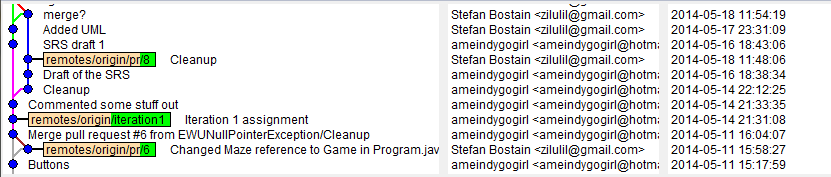 merge? Stefan Bostain <zilulil@gmail.com> 2014-05-18 11:54:19
Added UML Stefan Bostain <zilulil@gmail.com> 2014-05-17 23:31:09
SRS draft 1 ameindygogirl <ameindygogirl@hotma 2014-05-16 18:43:06
remotes/origin/pr/8 Cleanup Stefan Bostain <zilulil@gmail.com> 2014-05-18 11:48:06
Draft of the SRS ameindygogirl <ameindygogirl@hotma 2014-05-16 18:38:34
Cleanup ameindygogirl <ameindygogirl@hotma 2014-05-14 22:12:25
Commented some stuff out ameindygogirl <ameindygogirl@hotma 2014-05-14 21:33:35
remotes/origin/iteration1 Iteration 1 assignment ameindygogirl <ameindygogirl@hotma 2014-05-14 21:31:08
Merge pull request #6 from EWUNullPointerException/Cleanup ameindygogirl <ameindygogirl@hotma 2014-05-11 16:04:07
remotes/origin/pr/6 Changed Maze reference to Game in Program.jav Stefan Bostain <zilulil@gmail.com> 2014-05-11 15:58:27
Buttons ameindygogirl <ameindygogirl@hotma 2014-05-11 15:17:59